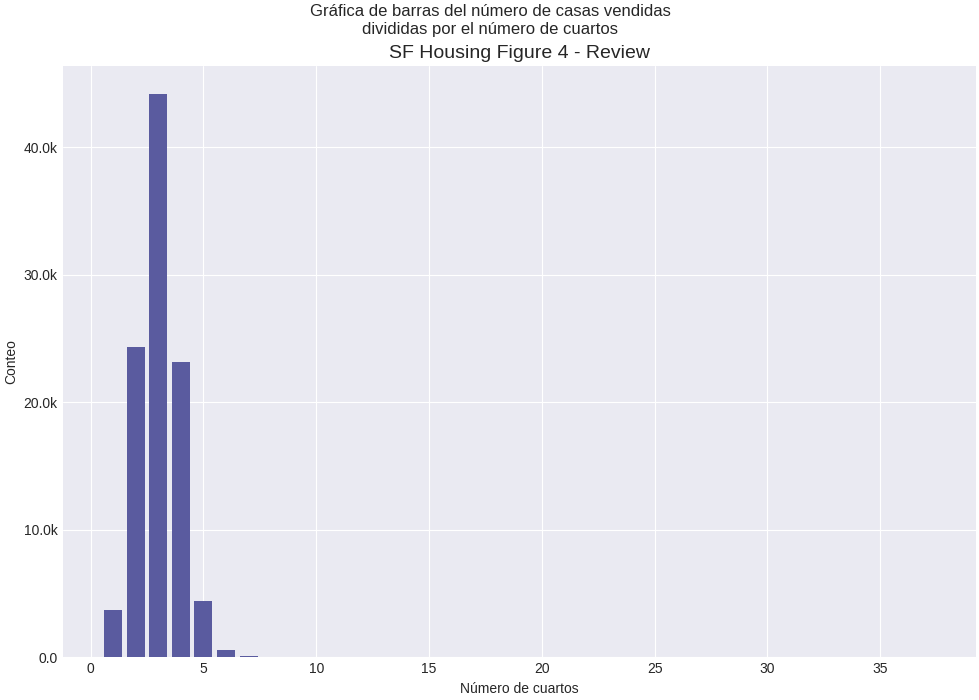 Gráfica de barras del número de casas vendidas
divididas por el número de cuartos
SF Housing Figure 4 - Review
40.0k
30.0k
20.0k
10.0k
0.0
Conteo
0 5 10 15 20 25 30 35
Número de cuartos